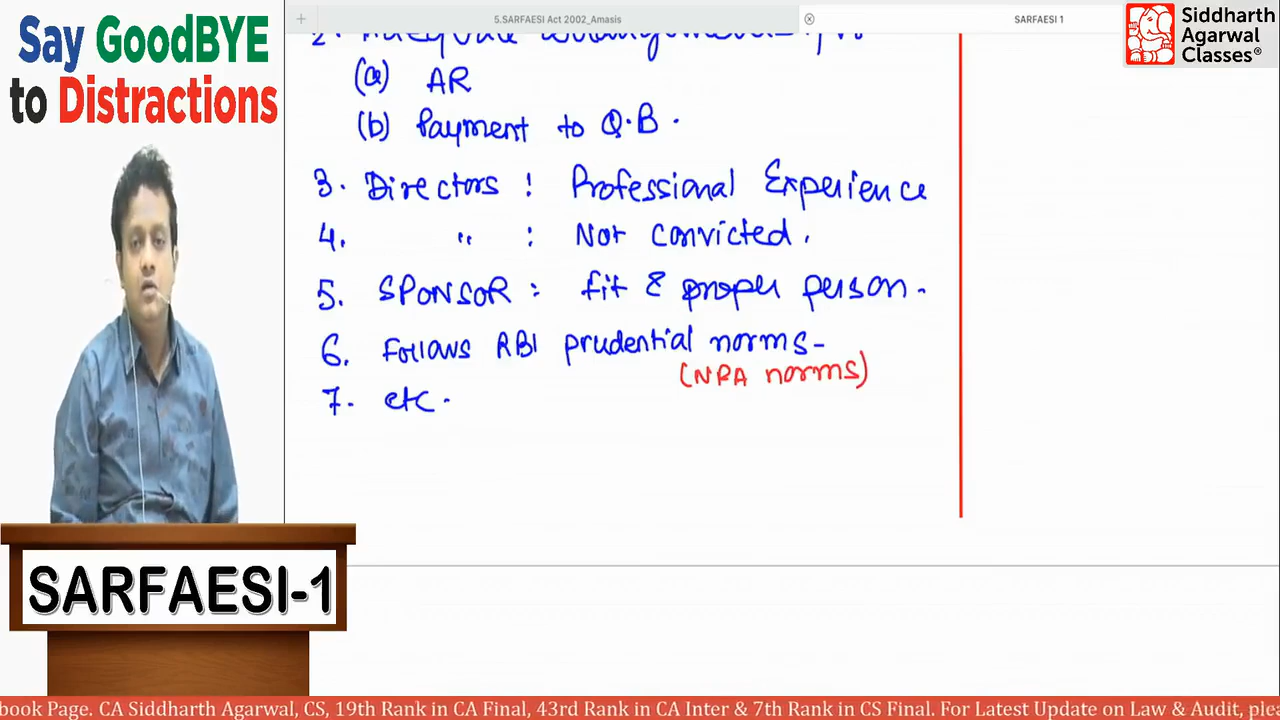 Say GoodBYE
to Distractions
5.SARFAESI Act 2002_Amasis
SARFAESI 1
Siddharth
Agarwal
Classes®
2. Adequate
(a) AR
(b) Payment to Q.B.
3. Directors : Professional Experience
4. " : Not convicted.
5. SPONSOR : fit & proper person.
6. Follows RBI prudential norms-
(NPA norms)
7. etc.
SARFAESI-1
book Page. CA Siddharth Agarwal, CS, 19th Rank in CA Final, 43rd Rank in CA Inter & 7th Rank in CS Final. For Latest Update on Law & Audit, plea